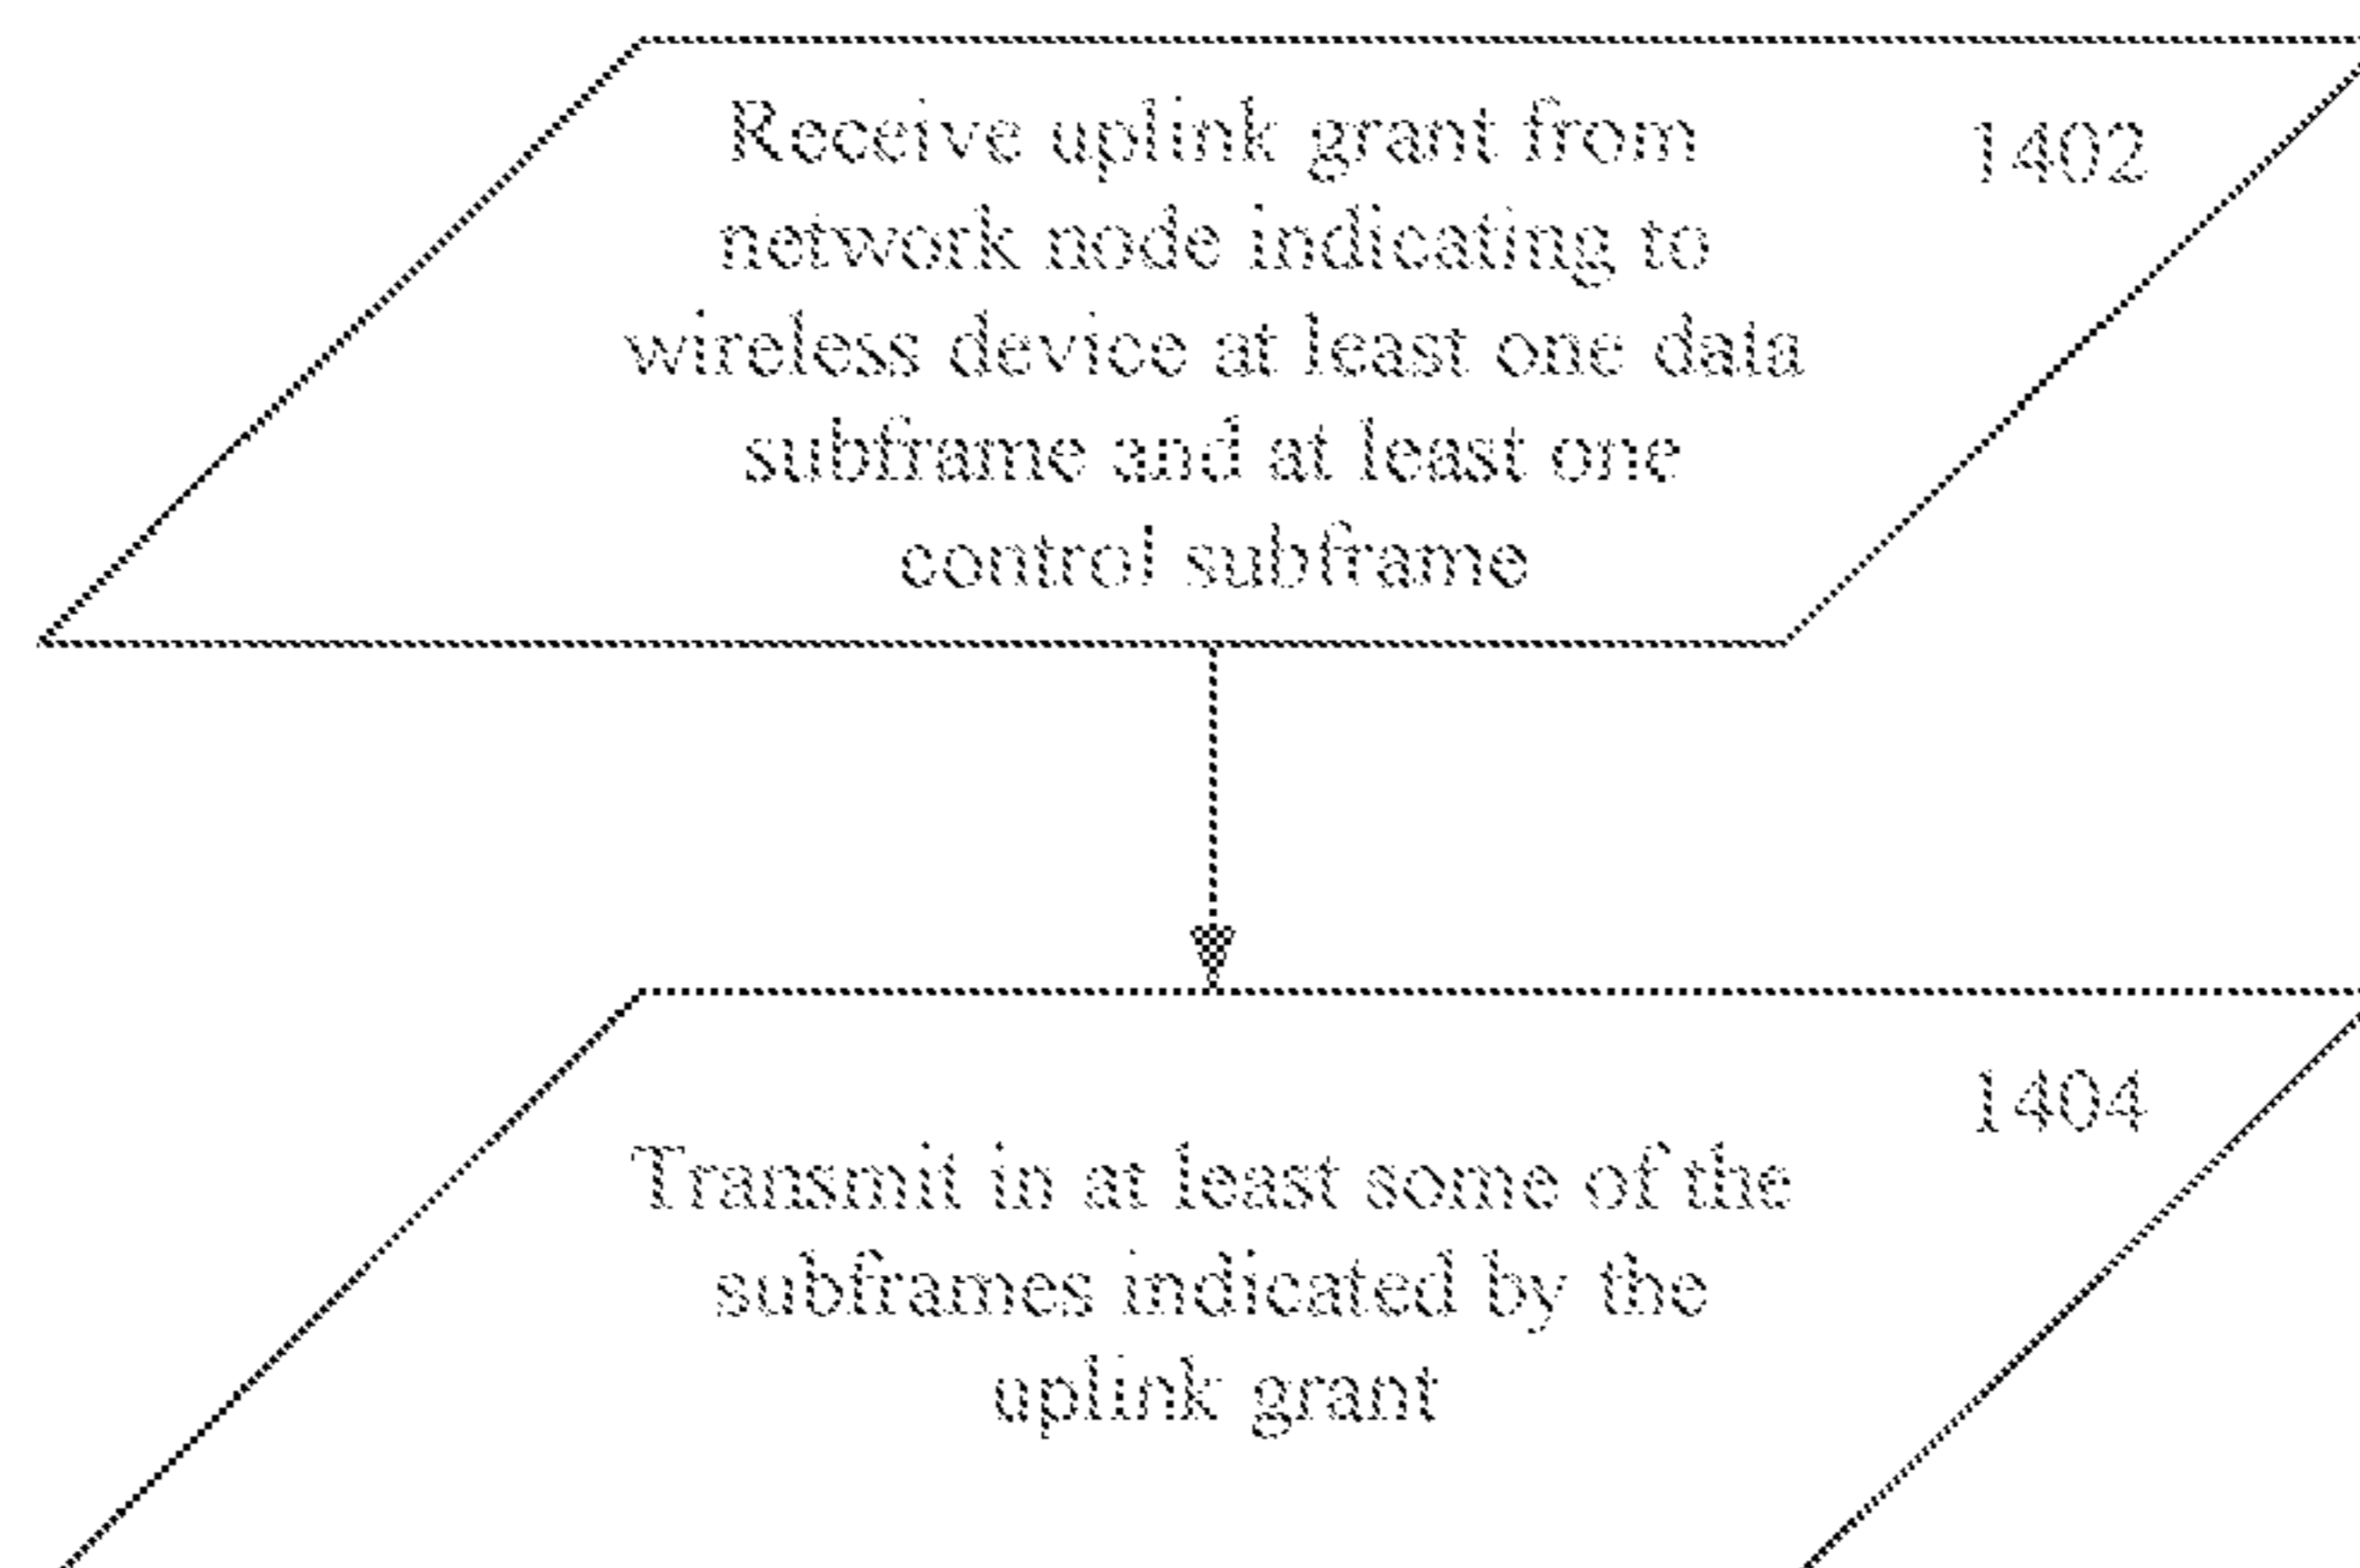 Receive uplink grant from
1402
network node indicating to
wireless device at least one data
subframe and at least one
control subframe
1404
Transmit in at least some of the
subframes indicated by the
uplink grant